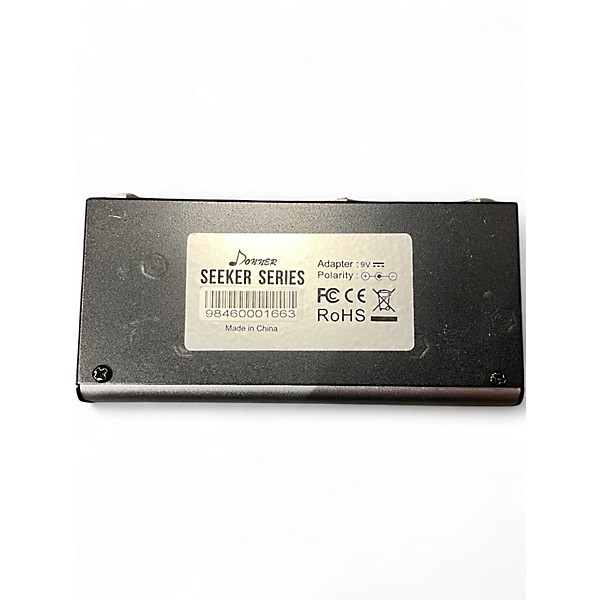 DONNER
SEEKER SERIES
98460001663
Made in China
Adapter : 9V
Polarity :
FC CE
RoHS